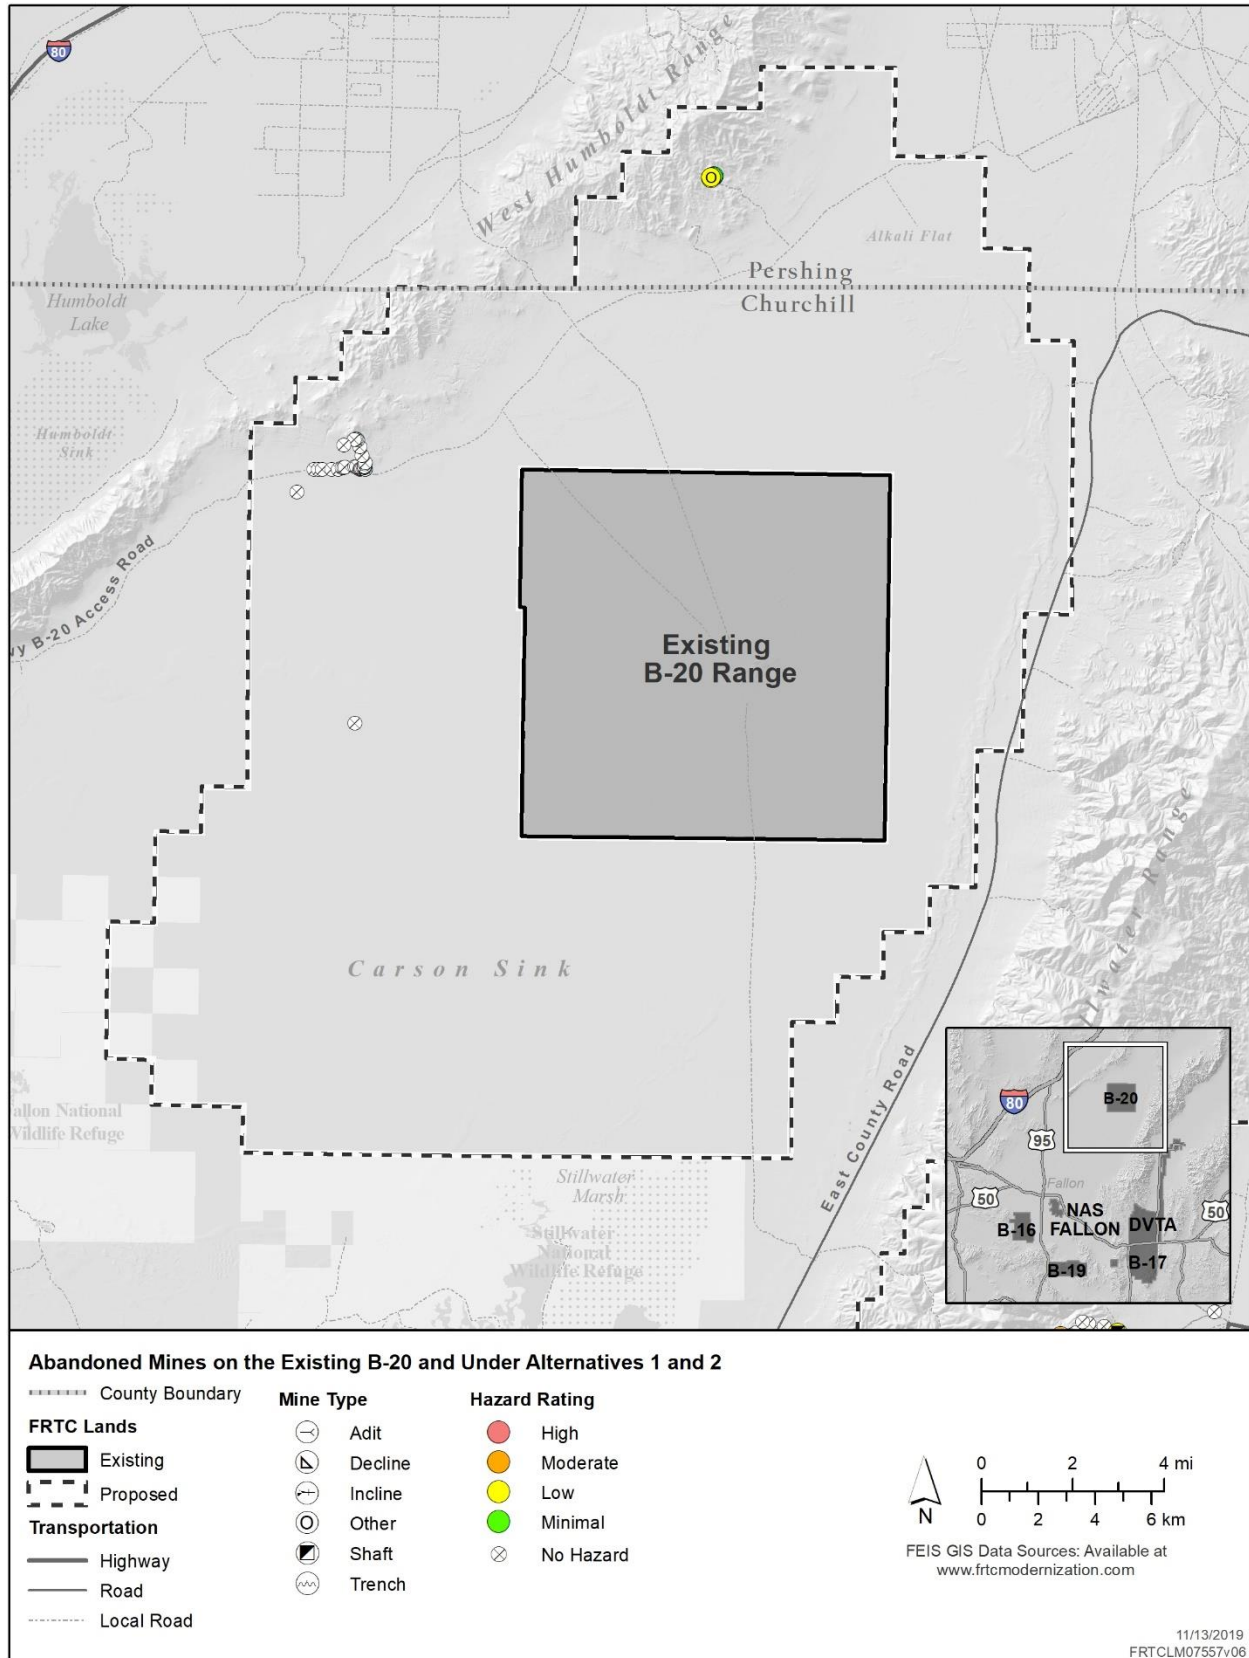 80
West Humboldt Range
Alkali Flat
Pershing
Churchill
Humboldt
Lake
Humboldt
Sink
vy B-20 Access Road
Existing
B-20 Range
Carson Sink
llwater Range
allon National
Wildlife Refuge
East County Road
Stillwater
Marsh
Stillwater
National
Wildlife Refuge
80
B-20
95
50
Fallon
NAS
FALLON
DVTA
50
B-16
B-19
B-17
Abandoned Mines on the Existing B-20 and Under Alternatives 1 and 2
County Boundary
FRTC Lands
Existing
Proposed
Transportation
Highway
Road
Local Road
Mine Type
Adit
Decline
Incline
Other
Shaft
Trench
Hazard Rating
High
Moderate
Low
Minimal
No Hazard
N
0 2 4 mi
0 2 4 6 km
FEIS GIS Data Sources: Available at
www.frtcmodernization.com
11/13/2019
FRTCLM07557v06